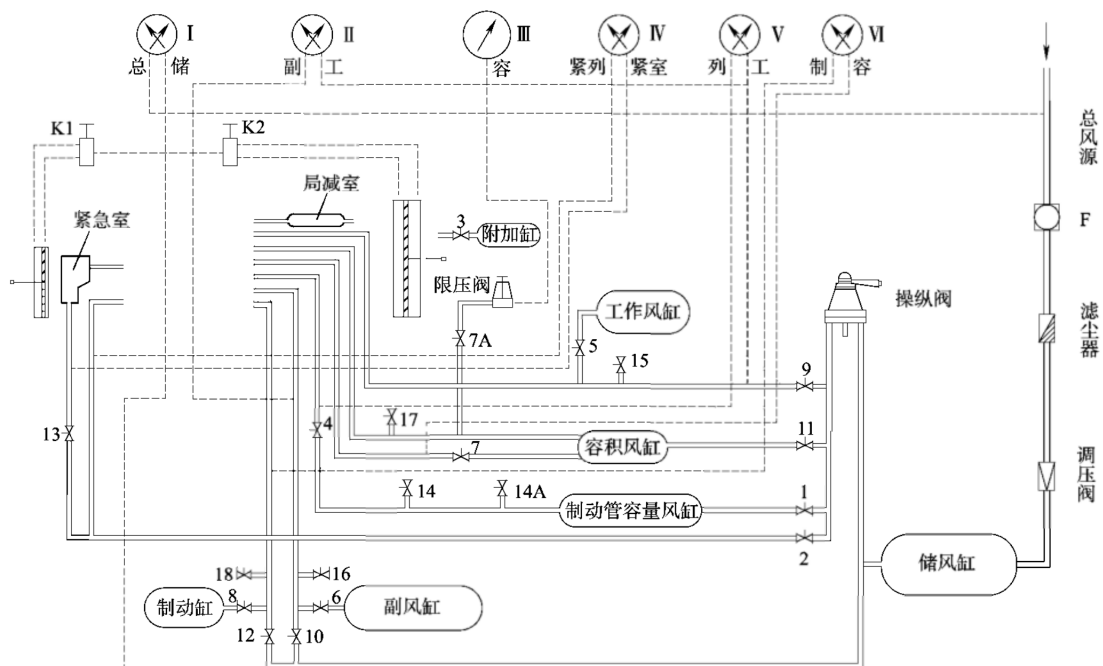 Ⅰ
Ⅱ
Ⅲ
Ⅳ
Ⅴ
Ⅵ
总 储
副 工
容
紧列 紧室
列 工
制 容
K1
K2
总风源
局减室
紧急室
3
附加缸
F
限压阀
操纵阀
工作风缸
滤尘器
7A
5
15
9
4
17
13
11
容积风缸
7
调压阀
14
14A
1
制动管容量风缸
2
储风缸
18
16
制动缸
8
6
副风缸
12
10